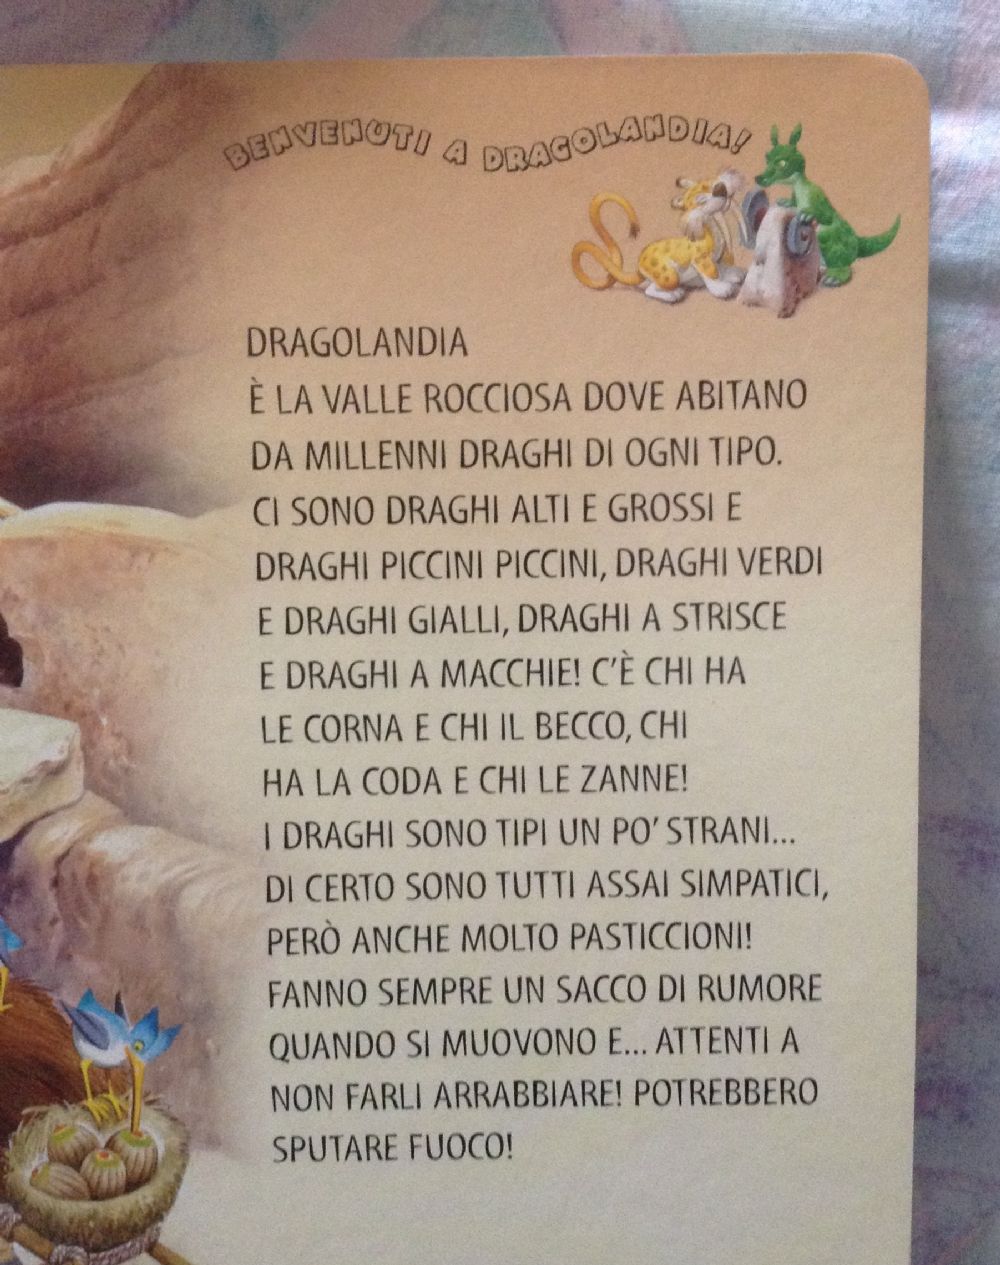 BENVENUTI A DRAGOLANDIA!
DRAGOLANDIA
È LA VALLE ROCCIOSA DOVE ABITANO
DA MILLENNI DRAGHI DI OGNI TIPO.
CI SONO DRAGHI ALTI E GROSSI E
DRAGHI PICCINI PICCINI, DRAGHI VERDI
E DRAGHI GIALLI, DRAGHI A STRISCE
E DRAGHI A MACCHIE! C'È CHI HA
LE CORNA E CHI IL BECCO, CHI
HA LA CODA E CHI LE ZANNE!
I DRAGHI SONO TIPI UN PO' STRANI...
DI CERTO SONO TUTTI ASSAI SIMPATICI,
PERÒ ANCHE MOLTO PASTICCIONI!
FANNO SEMPRE UN SACCO DI RUMORE
QUANDO SI MUOVONO E... ATTENTI A
NON FARLI ARRABBIARE! POTREBBERO
SPUTARE FUOCO!